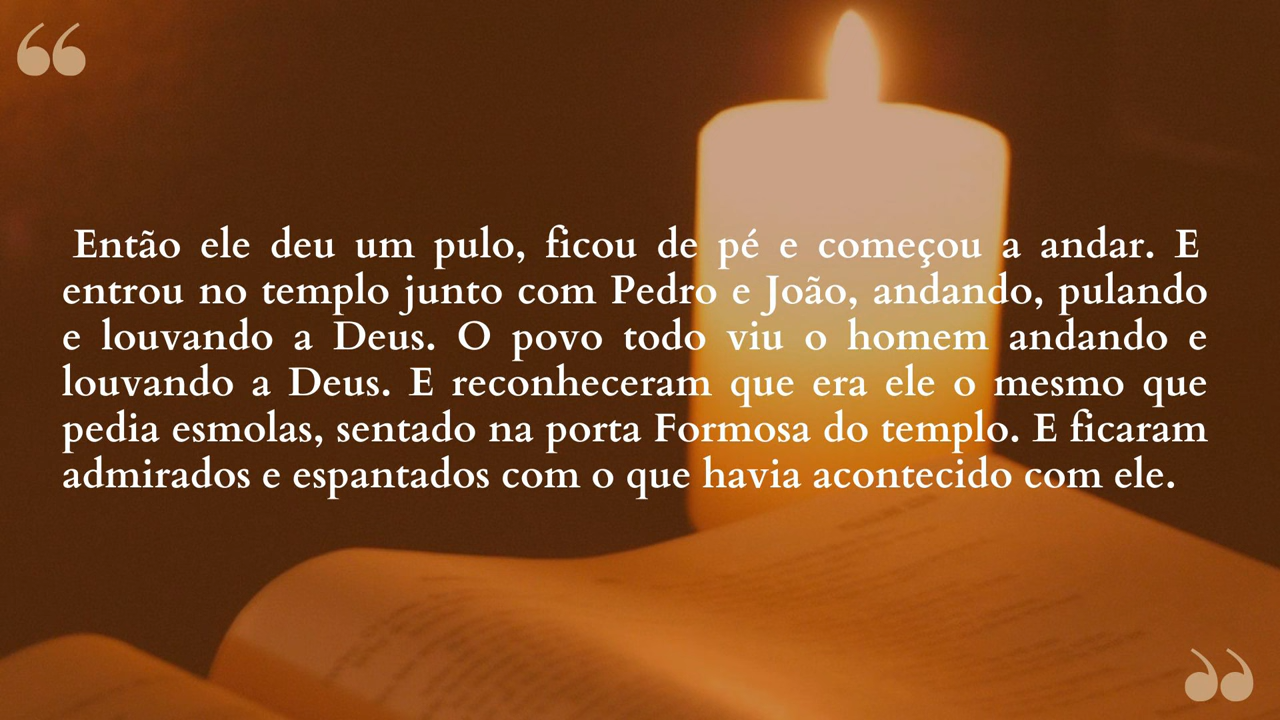 “
Então ele deu um pulo, ficou de pé e começou a andar. E
entrou no templo junto com Pedro e João, andando, pulando
e louvando a Deus. O povo todo viu o homem andando e
louvando a Deus. E reconheceram que era ele o mesmo que
pedia esmolas, sentado na porta Formosa do templo. E ficaram
admirados e espantados com o que havia acontecido com ele.
”